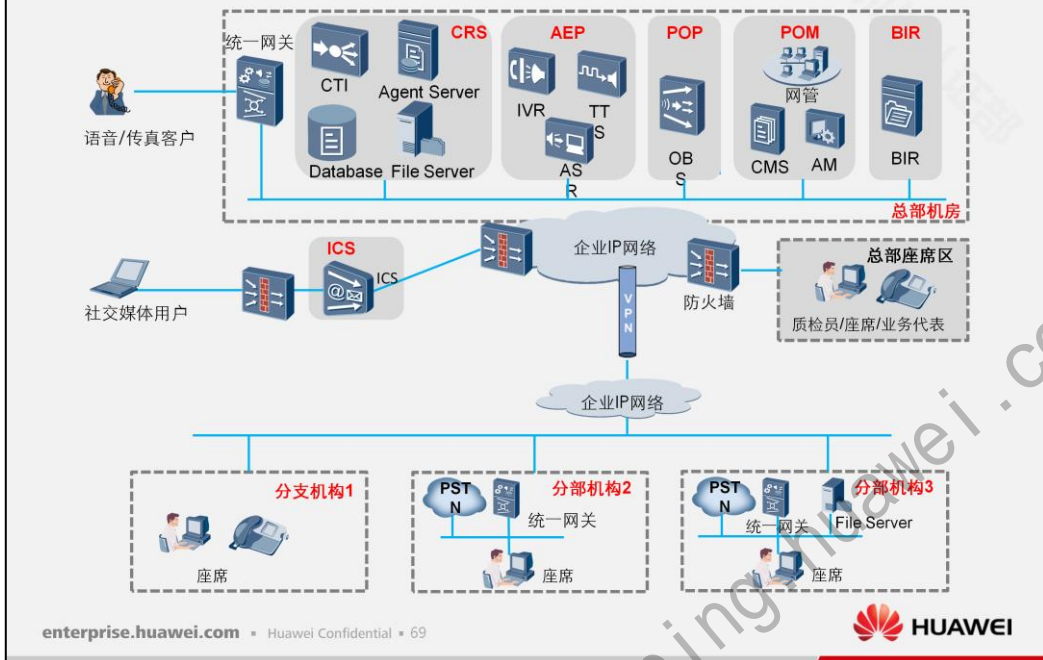 CRS
AEP
POP
POM
BIR
统一网关
CTI
Agent Server
IVR
TT
S
网管
Database
File Server
AS
R
OB
S
CMS
AM
BIR
语音/传真客户
总部机房
ICS
ICS
企业IP网络
总部座席区
社交媒体用户
防火墙
质检员/座席/业务代表
VPN
企业IP网络
分支机构1
座席
PST
N
统一网关
分部机构2
座席
PST
N
统一网关
File Server
分部机构3
座席
enterprise.huawei.com ▪ Huawei Confidential ▪ 69
HUAWEI